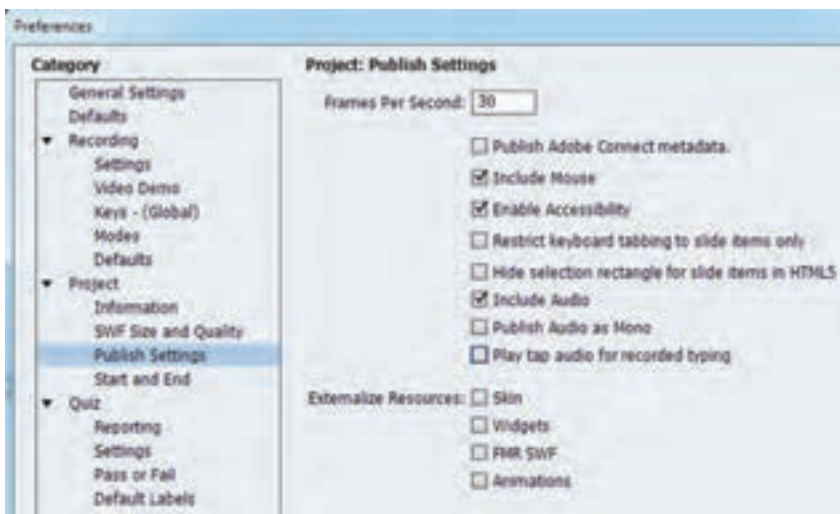 Preferences
Category
General Settings
Defaults
Recording
Settings
Video Demo
Keys - (Global)
Modes
Defaults
Project
Information
SWF Size and Quality
Publish Settings
Start and End
Quiz
Reporting
Settings
Pass or Fail
Default Labels
Project: Publish Settings
Frames Per Second: 30
Publish Adobe Connect metadata.
Include Mouse
Enable Accessibility
Restrict keyboard tabbing to slide items only
Hide selection rectangle for slide items in HTML5
Include Audio
Publish Audio as Mono
Play tap audio for recorded typing
Externalize Resources: Skin
Widgets
FMR SWF
Animations